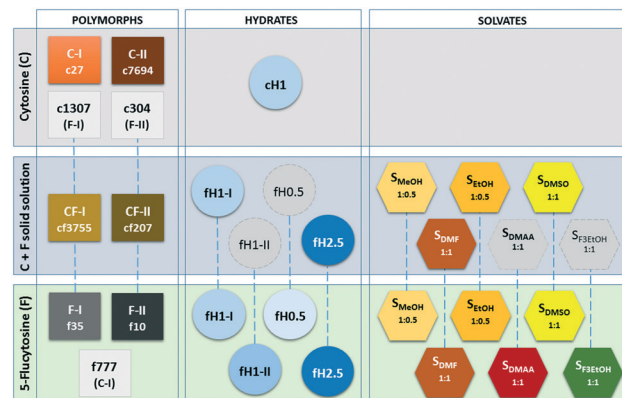 POLYMORPHS
HYDRATES
SOLVATES
Cytosine (C)
C-I
c27
C-II
c7694
c1307
(F-I)
c304
(F-II)
cH1
C + F solid solution
CF-I
cf3755
CF-II
cf207
fH1-I
fH0.5
fH1-II
fH2.5
SMeOH
1:0.5
SEtOH
1:0.5
SDMSO
1:1
SDMF
1:1
SDMAA
1:1
SF3EtOH
1:1
5-Flucytosine (F)
F-I
f35
F-II
f10
f777
(C-I)
fH1-I
fH0.5
fH1-II
fH2.5
SMeOH
1:0.5
SEtOH
1:0.5
SDMSO
1:1
SDMF
1:1
SDMAA
1:1
SF3EtOH
1:1